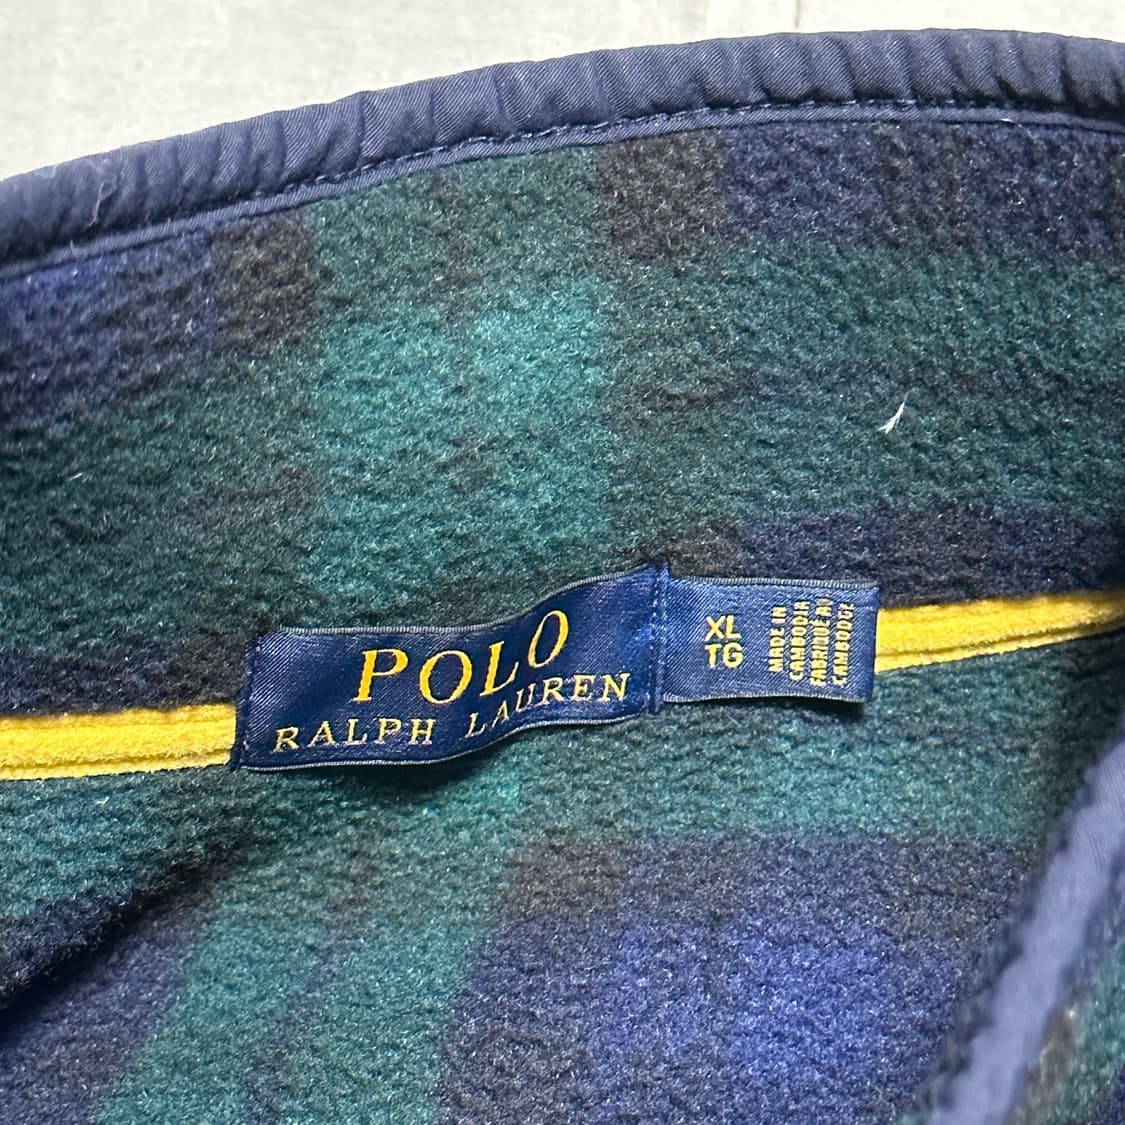 POLO
RALPH LAUREN
XL
TG
MADE IN
CAMBODIA
FABRIQUÉ AU
CAMBODGE